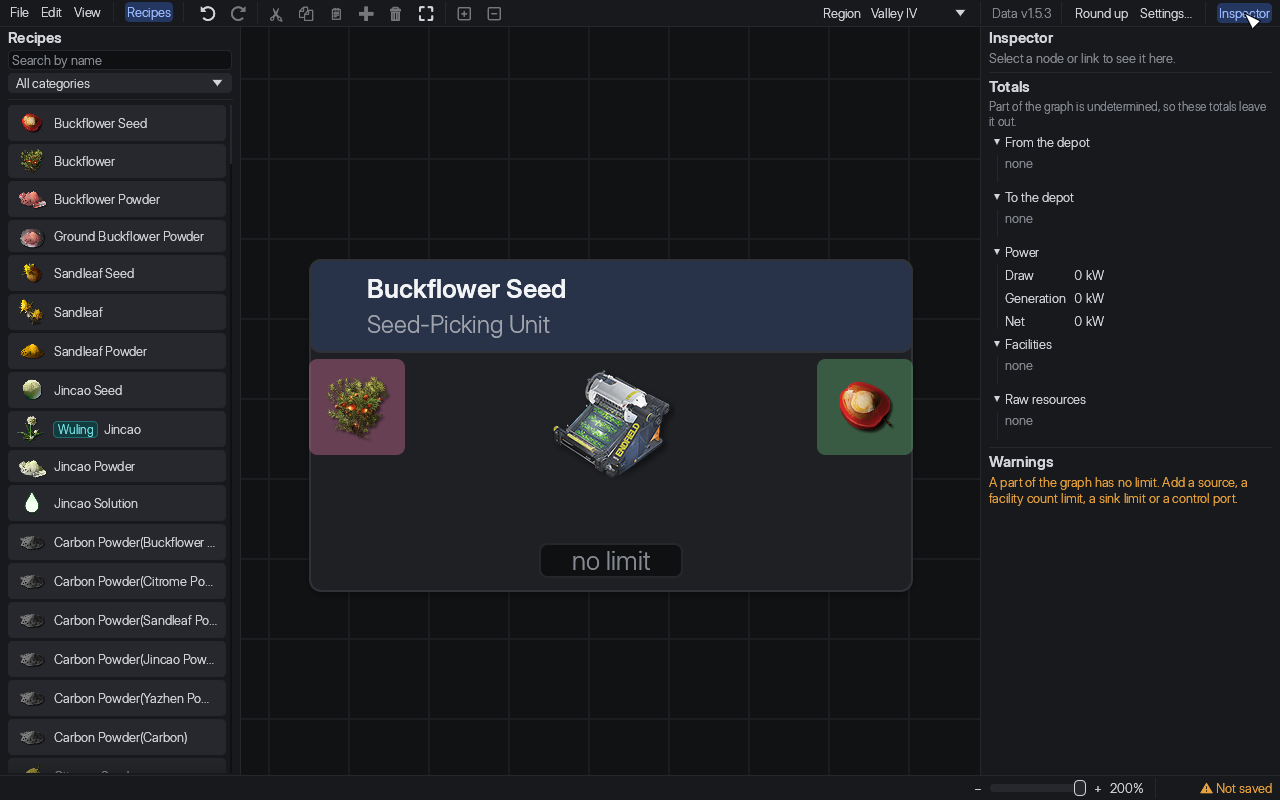 File Edit View Recipes Region Valley IV Data v1.5.3 Round up Settings... Inspector
Recipes
Search by name
All categories
Buckflower Seed
Buckflower
Buckflower Powder
Ground Buckflower Powder
Sandleaf Seed
Sandleaf
Sandleaf Powder
Jincao Seed
Wuling Jincao
Jincao Powder
Jincao Solution
Carbon Powder(Buckflower ...
Carbon Powder(Citrome Po...
Carbon Powder(Sandleaf Po...
Carbon Powder(Jincao Pow...
Carbon Powder(Yazhen Po...
Carbon Powder(Carbon)
Buckflower Seed
Seed-Picking Unit
ENDFIELD
no limit
Inspector
Select a node or link to see it here.
Totals
Part of the graph is undetermined, so these totals leave
it out.
From the depot
none
To the depot
none
Power
Draw 0 kW
Generation 0 kW
Net 0 kW
Facilities
none
Raw resources
none
Warnings
A part of the graph has no limit. Add a source, a
facility count limit, a sink limit or a control port.
− + 200% Not saved